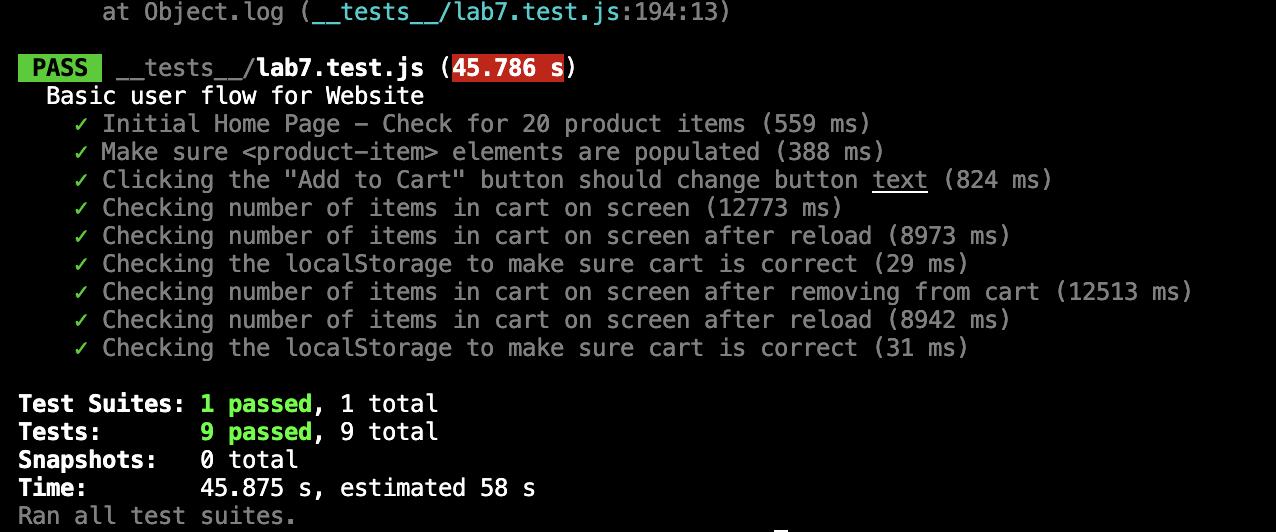 at Object.log (__tests__/lab7.test.js:194:13)
PASS __tests__/lab7.test.js (45.786 s)
Basic user flow for Website
✓ Initial Home Page – Check for 20 product items (559 ms)
✓ Make sure <product-item> elements are populated (388 ms)
✓ Clicking the "Add to Cart" button should change button text (824 ms)
✓ Checking number of items in cart on screen (12773 ms)
✓ Checking number of items in cart on screen after reload (8973 ms)
✓ Checking the localStorage to make sure cart is correct (29 ms)
✓ Checking number of items in cart on screen after removing from cart (12513 ms)
✓ Checking number of items in cart on screen after reload (8942 ms)
✓ Checking the localStorage to make sure cart is correct (31 ms)
Test Suites: 1 passed, 1 total
Tests: 9 passed, 9 total
Snapshots: 0 total
Time: 45.875 s, estimated 58 s
Ran all test suites.